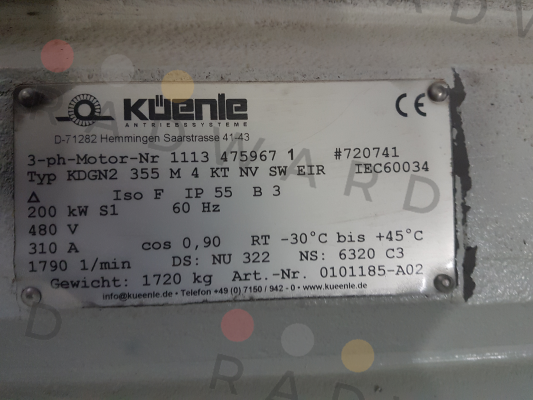 KÜENLE
ANTRIEBSSYSTEME
D-71282 Hemmingen Saarstrasse 41-43
CE
3-ph-Motor-Nr 1113 475967 1 #720741
Typ KDGN2 355 M 4 KT NV SW EIR IEC60034
Δ Iso F IP 55 B 3
200 kW S1 60 Hz
480 V
310 A cos 0,90 RT -30°C bis +45°C
1790 1/min DS: NU 322 NS: 6320 C3
Gewicht: 1720 kg Art.-Nr. 0101185-A02
info@kueenle.de • Telefon +49 (0) 7150 / 942 - 0 • www.kueenle.de